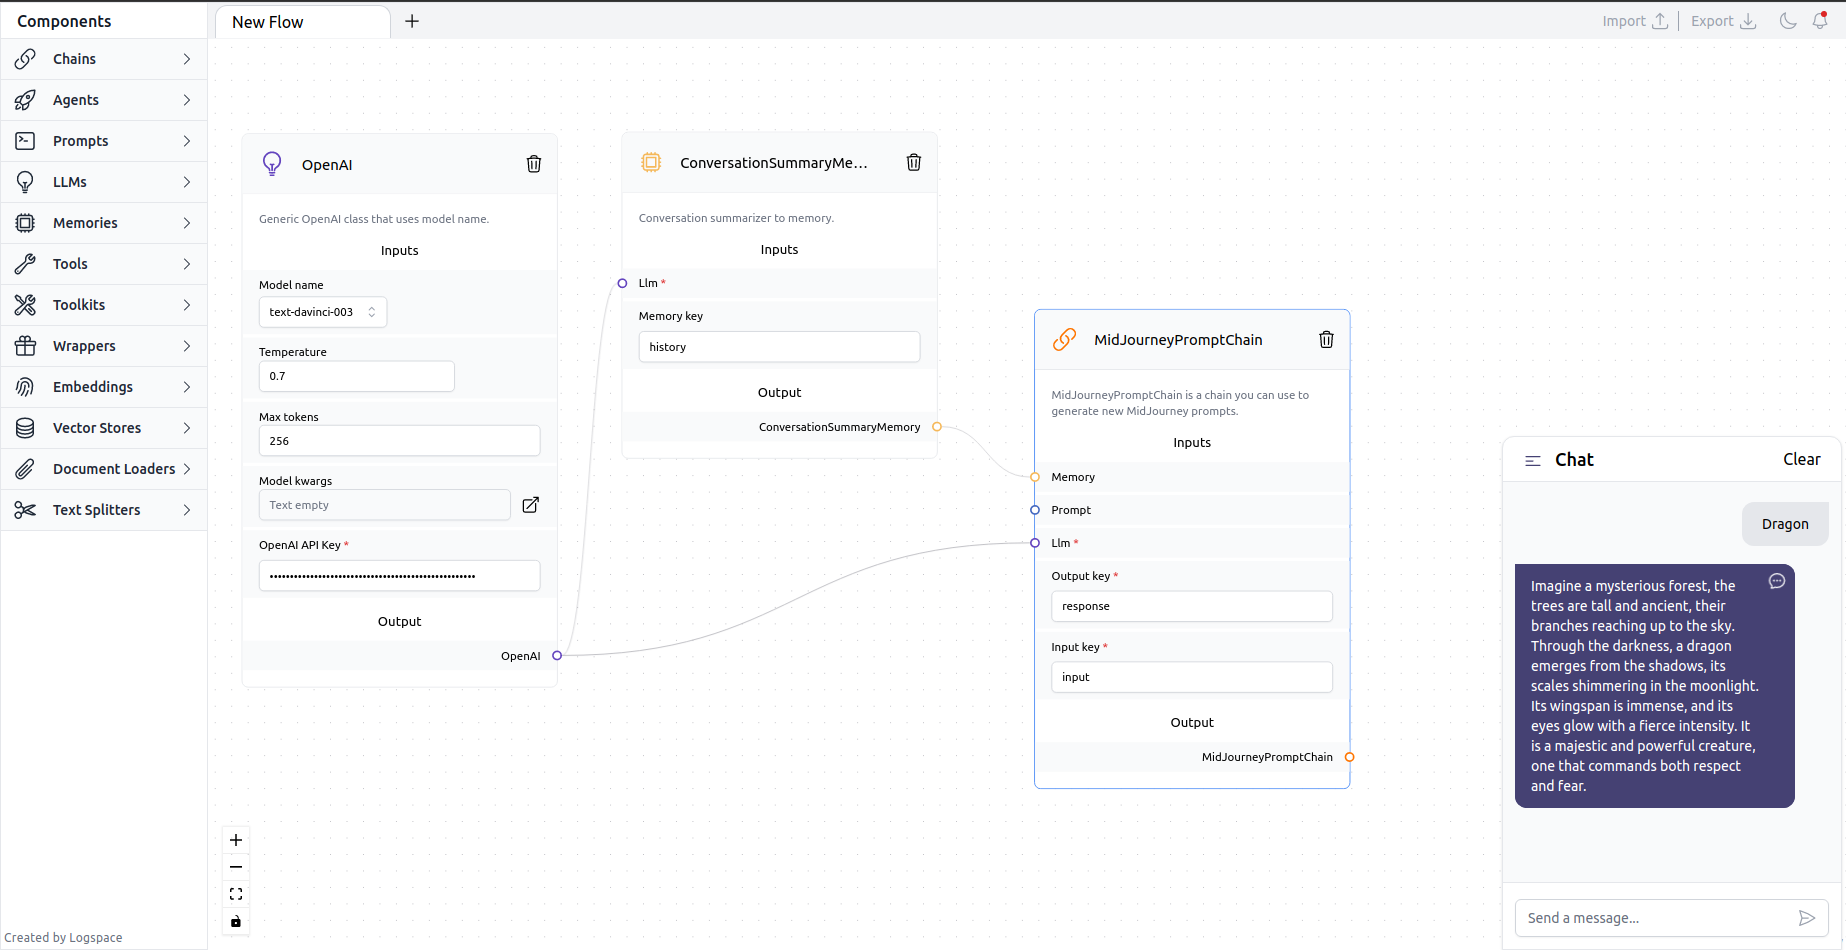 Components
New Flow
Import
Export
Chains
Agents
Prompts
LLMs
Memories
Tools
Toolkits
Wrappers
Embeddings
Vector Stores
Document Loaders
Text Splitters
Created by Logspace
OpenAI
Generic OpenAI class that uses model name.
Inputs
Model name
text-davinci-003
Temperature
0.7
Max tokens
256
Model kwargs
Text empty
OpenAI API Key *
••••••••••••••••••••••••••••••••••••••••••••••••••••
Output
OpenAI
ConversationSummaryMe...
Conversation summarizer to memory.
Inputs
Llm *
Memory key
history
Output
ConversationSummaryMemory
MidJourneyPromptChain
MidJourneyPromptChain is a chain you can use to
generate new MidJourney prompts.
Inputs
Memory
Prompt
Llm *
Output key *
response
Input key *
input
Output
MidJourneyPromptChain
Chat
Clear
Dragon
Imagine a mysterious forest, the
trees are tall and ancient, their
branches reaching up to the sky.
Through the darkness, a dragon
emerges from the shadows, its
scales shimmering in the moonlight.
Its wingspan is immense, and its
eyes glow with a fierce intensity. It
is a majestic and powerful creature,
one that commands both respect
and fear.
Send a message...